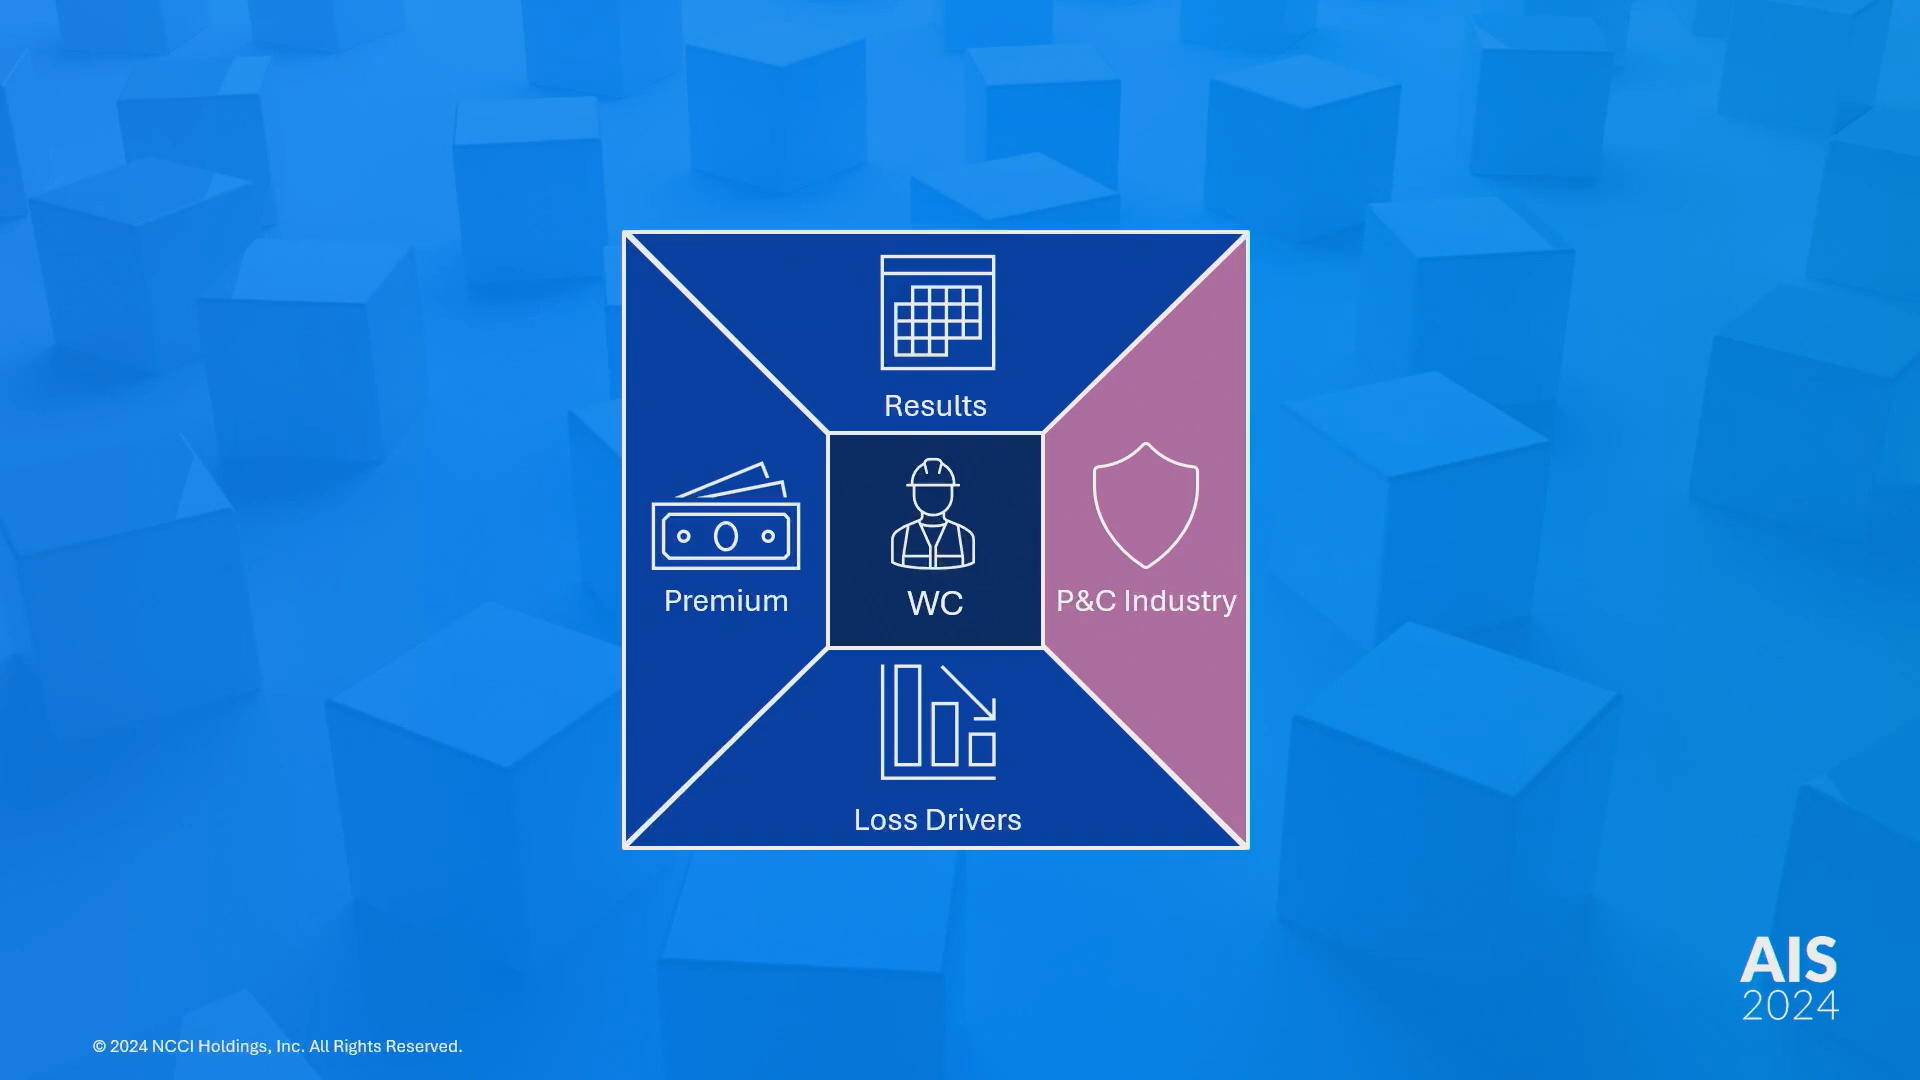 Results
Premium
WC
P&C Industry
Loss Drivers
AIS
2024
© 2024 NCCI Holdings, Inc. All Rights Reserved.